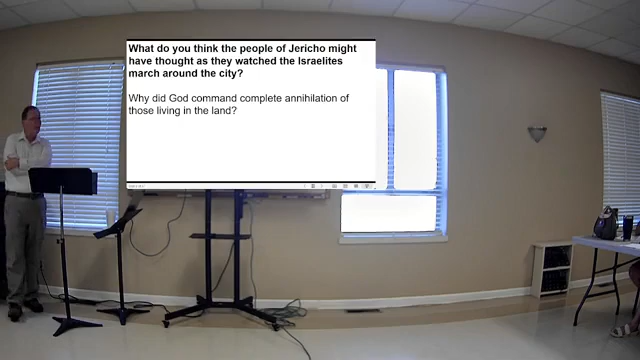 What do you think the people of Jericho might
have thought as they watched the Israelites
march around the city?
Why did God command complete annihilation of
those living in the land?